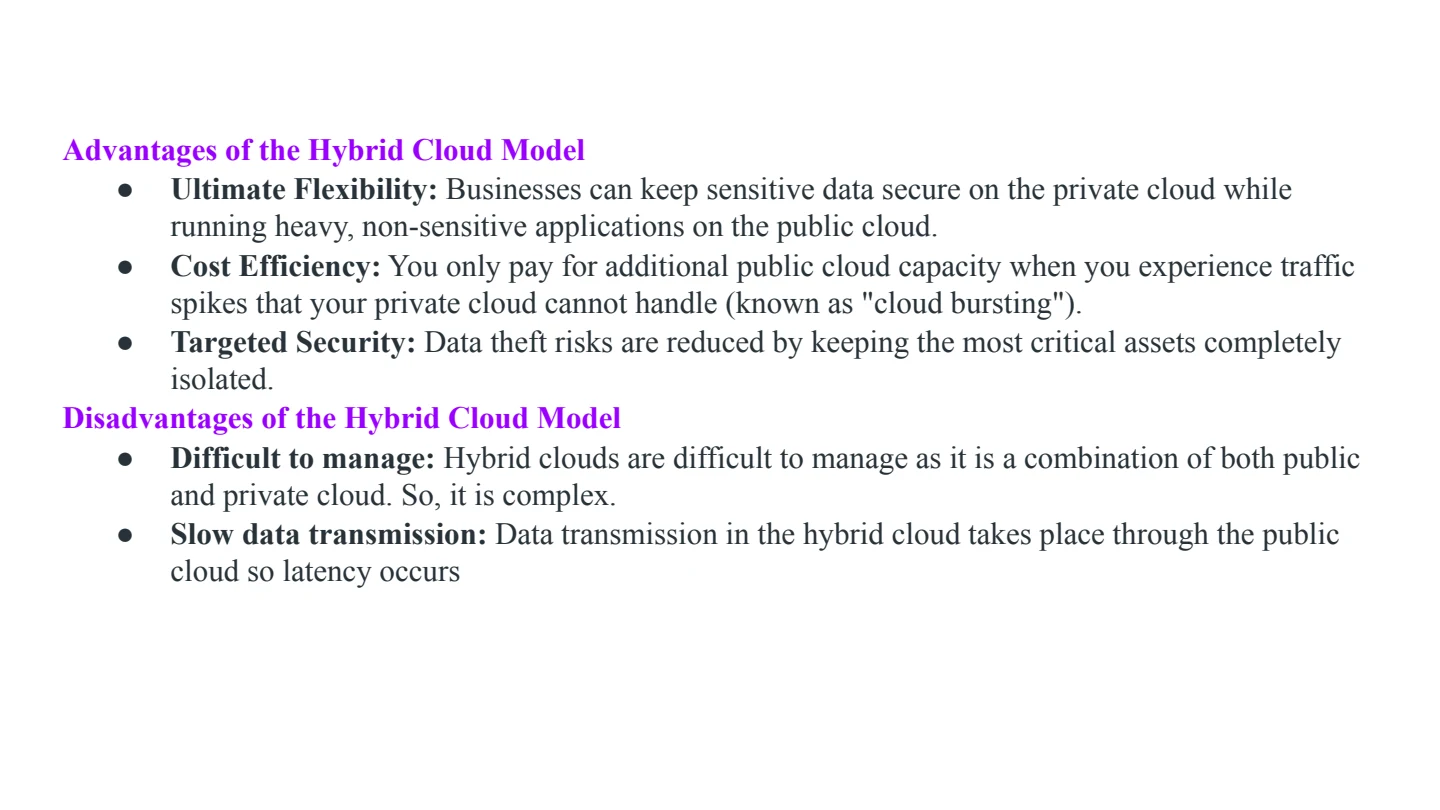 Advantages of the Hybrid Cloud Model
● Ultimate Flexibility: Businesses can keep sensitive data secure on the private cloud while
running heavy, non-sensitive applications on the public cloud.
● Cost Efficiency: You only pay for additional public cloud capacity when you experience traffic
spikes that your private cloud cannot handle (known as "cloud bursting").
● Targeted Security: Data theft risks are reduced by keeping the most critical assets completely
isolated.
Disadvantages of the Hybrid Cloud Model
● Difficult to manage: Hybrid clouds are difficult to manage as it is a combination of both public
and private cloud. So, it is complex.
● Slow data transmission: Data transmission in the hybrid cloud takes place through the public
cloud so latency occurs